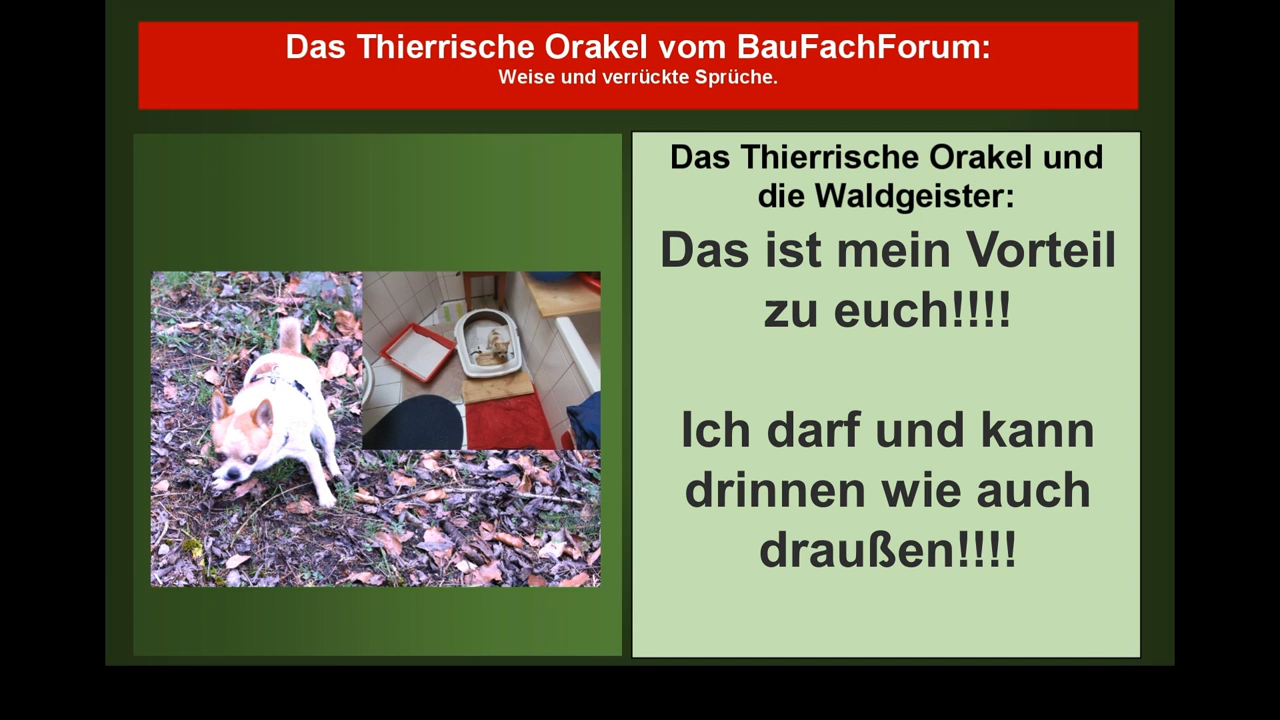 Das Thierrische Orakel vom BauFachForum:
Weise und verrückte Sprüche.
Das Thierrische Orakel und
die Waldgeister:
Das ist mein Vorteil
zu euch!!!!
Ich darf und kann
drinnen wie auch
draußen!!!!